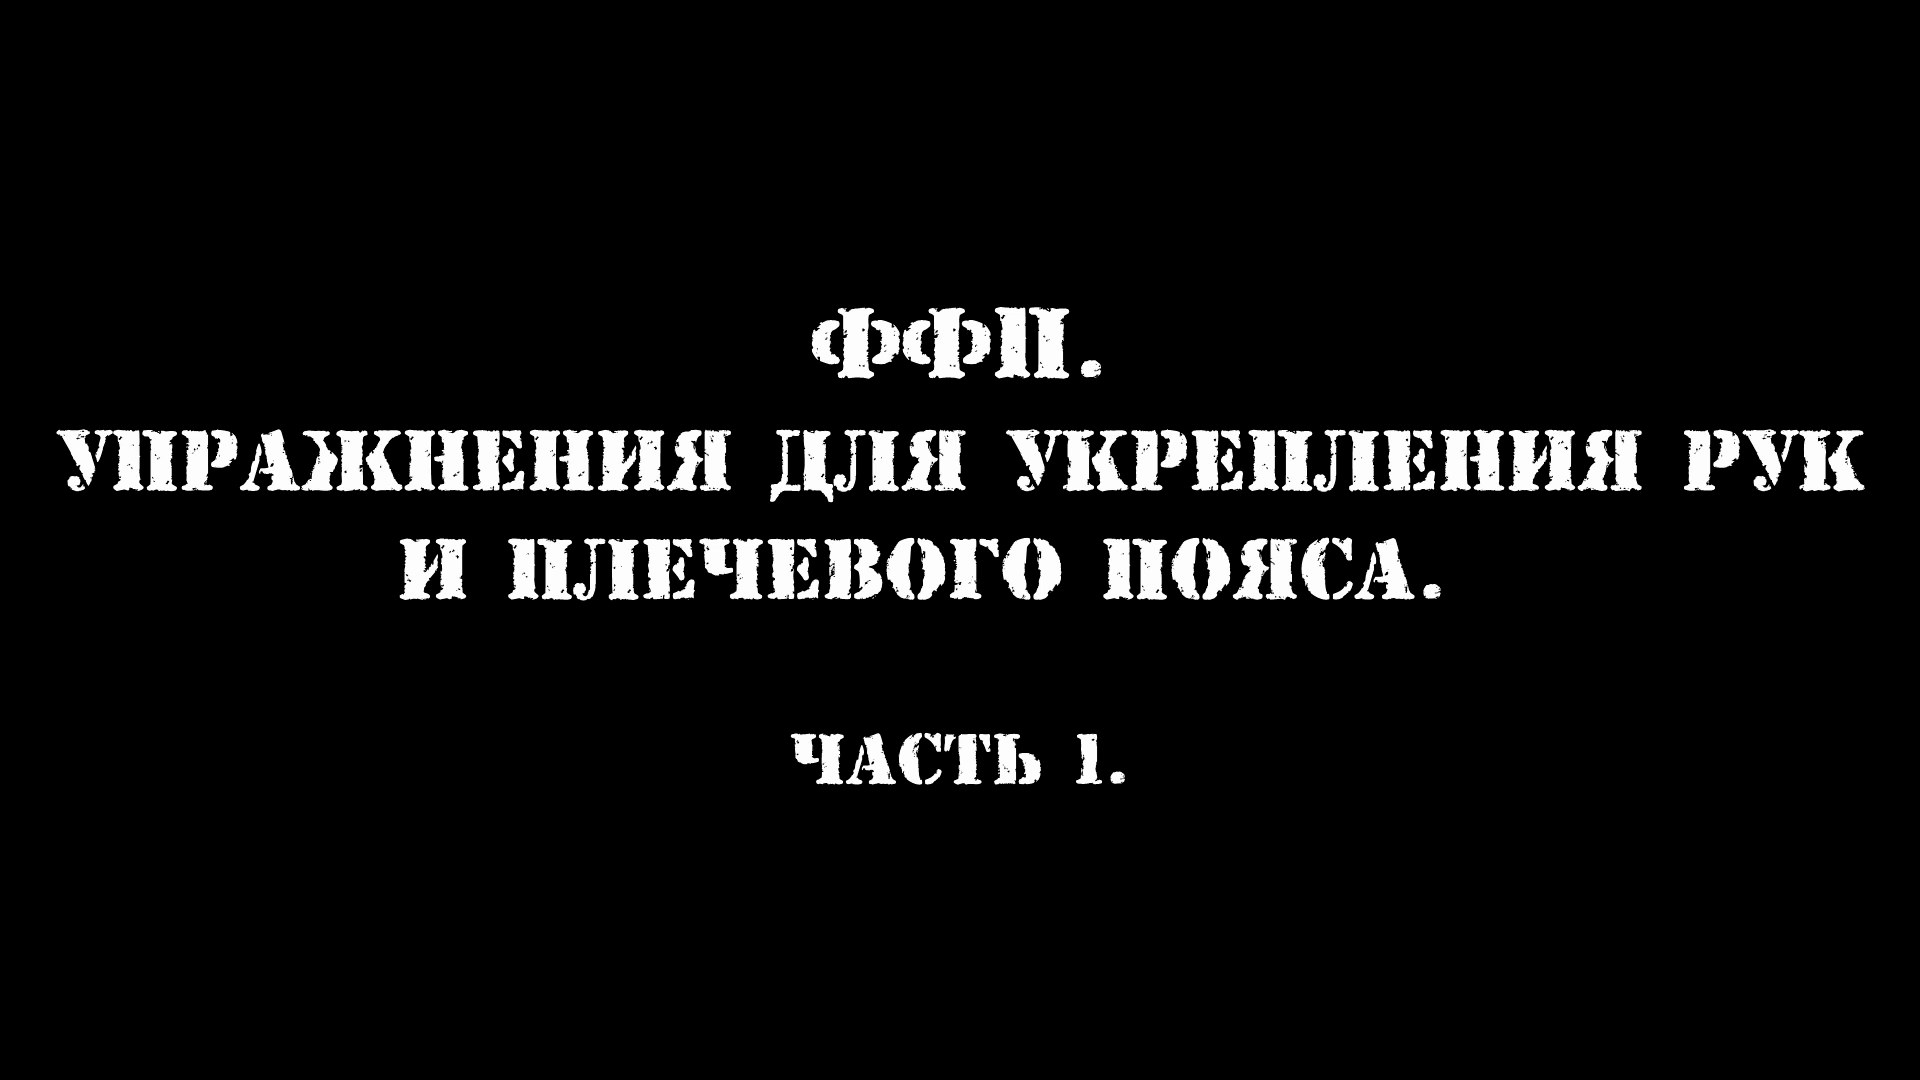 ФФП.
УПРАЖНЕНИЯ ДЛЯ УКРЕПЛЕНИЯ РУК
И ПЛЕЧЕВОГО ПОЯСА.
ЧАСТЬ 1.